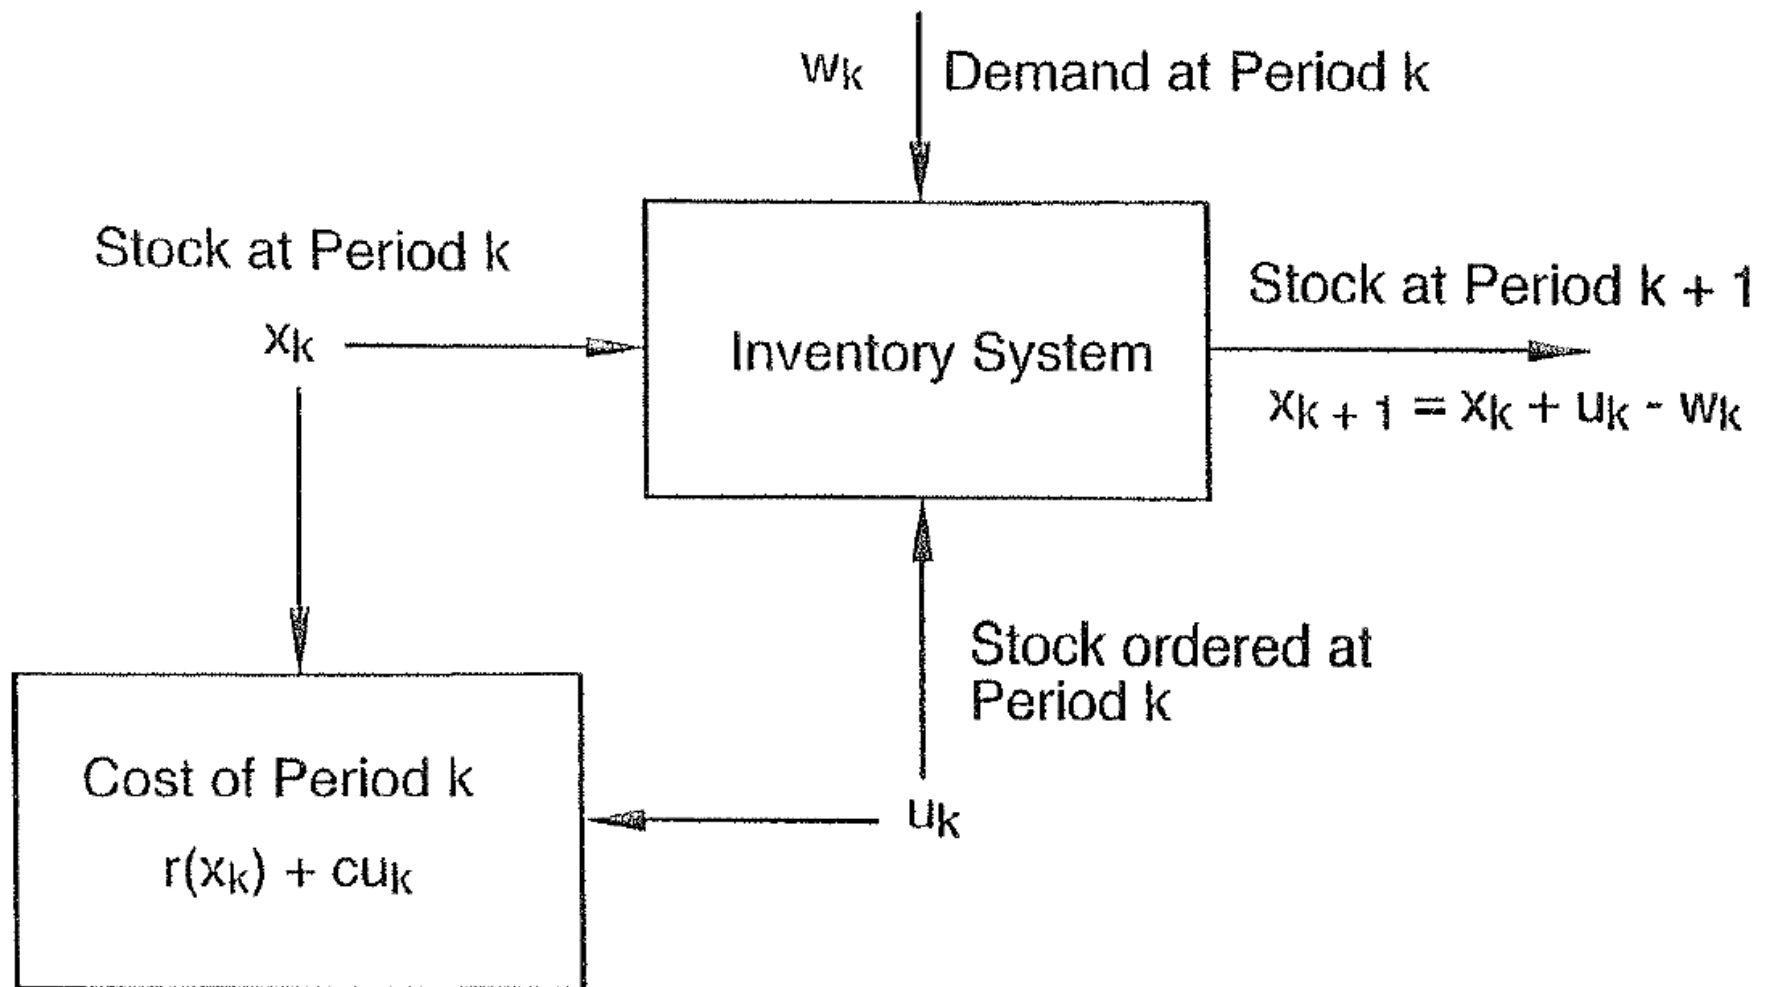 wk Demand at Period k
Stock at Period k
xk
Inventory System
Stock at Period k + 1
xk + 1 = xk + uk - wk
Stock ordered at
Period k
uk
Cost of Period k
r(xk) + cuk